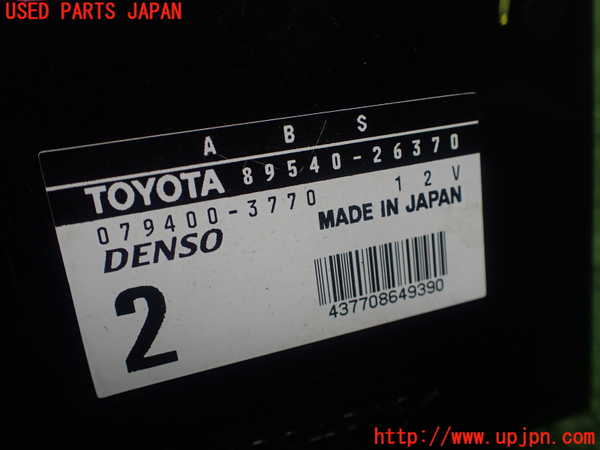 USED PARTS JAPAN
A B S
TOYOTA 89540-26370
079400-3770 12V
DENSO MADE IN JAPAN
2
437708649390
http://www.upjpn.com/